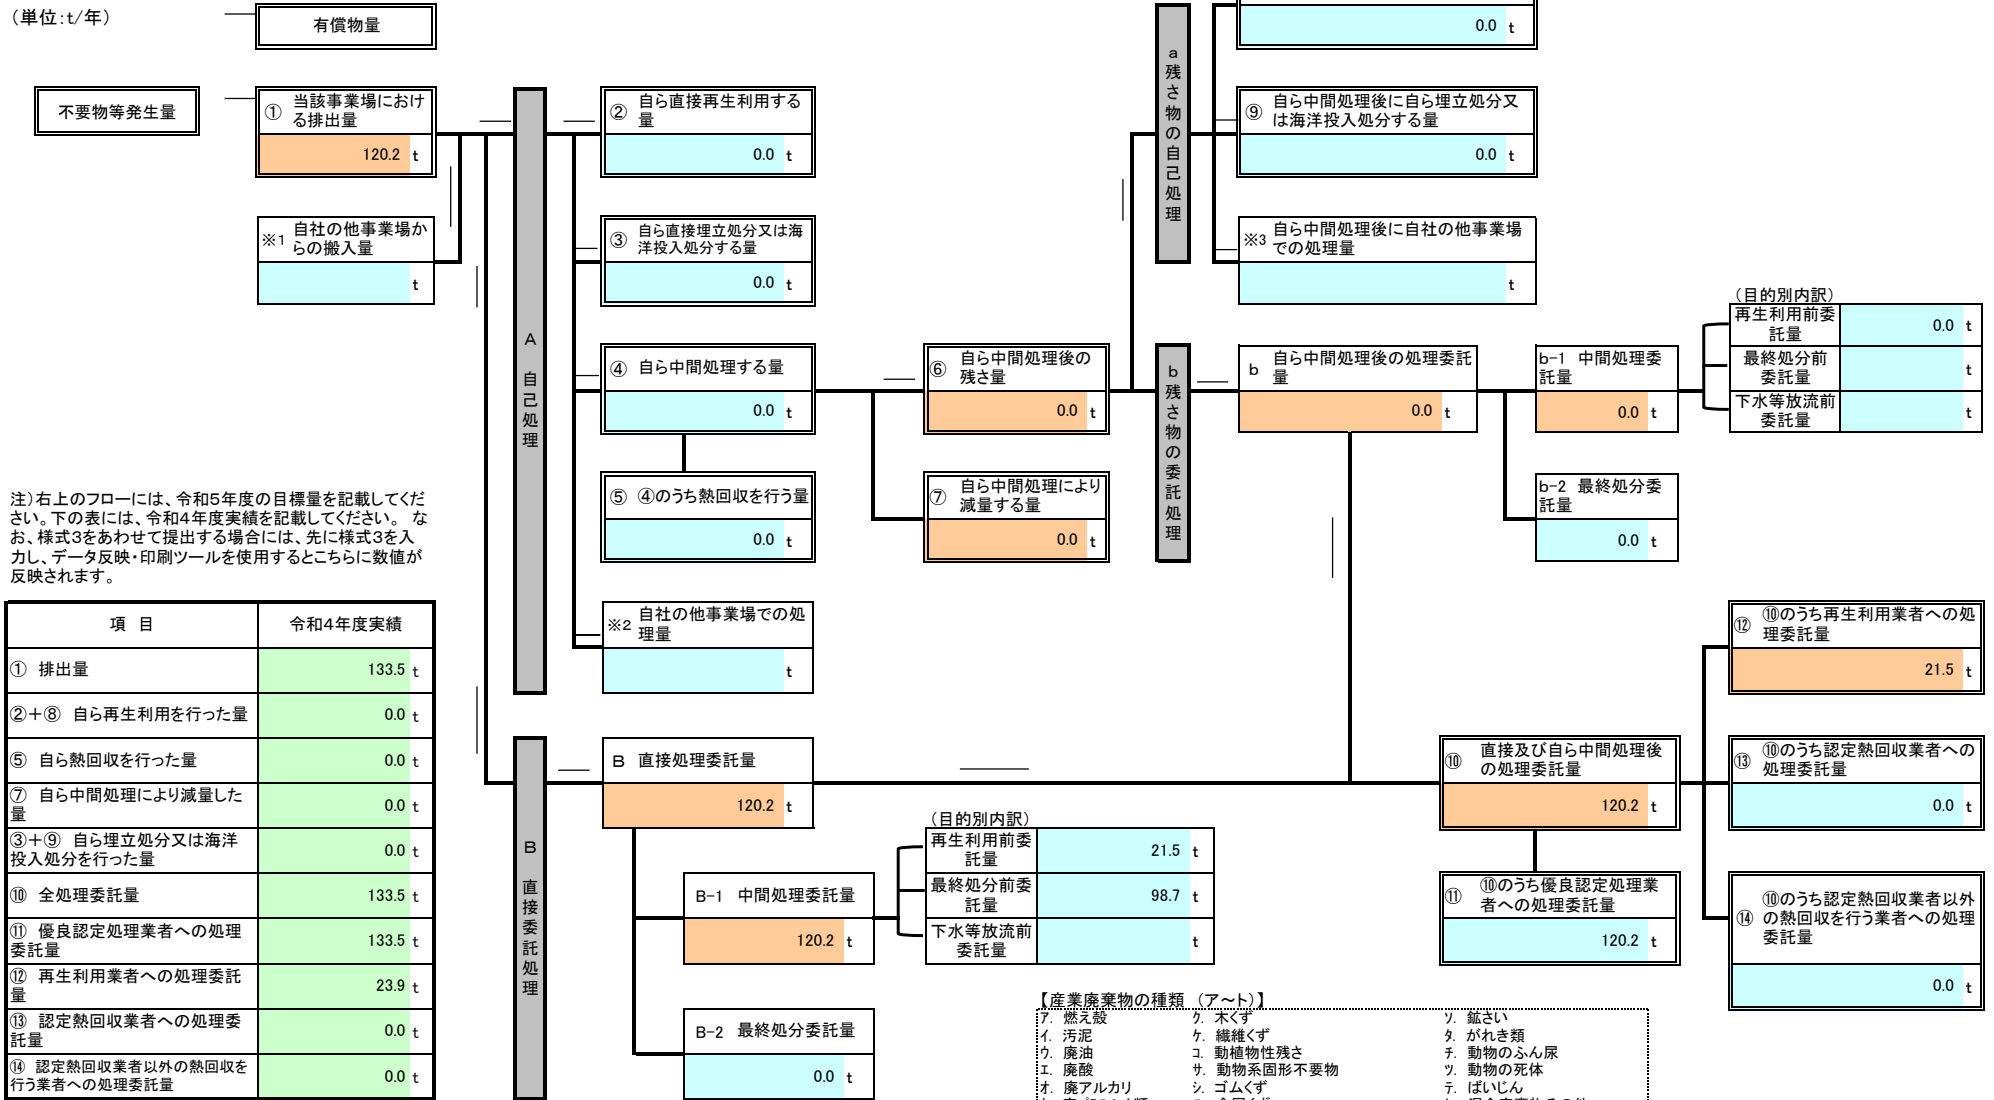 （単位:t/年）
有償物量
0.0 t
不要物等発生量
① 当該事業場におけ
る排出量
120.2 t
※1 自社の他事業場か
らの搬入量
t
A 自己処理
② 自ら直接再生利用する
量
0.0 t
③ 自ら直接埋立処分又は海
洋投入処分する量
0.0 t
④ 自ら中間処理する量
0.0 t
⑤ ④のうち熱回収を行う量
0.0 t
※2 自社の他事業場での処
理量
t
⑥ 自ら中間処理後の
残さ量
0.0 t
⑦ 自ら中間処理により
減量する量
0.0 t
a 残さ物の自己処理
⑨ 自ら中間処理後に自ら埋立処分又
は海洋投入処分する量
0.0 t
※3 自ら中間処理後に自社の他事業場
での処理量
t
b 残さ物の委託処理
b 自ら中間処理後の処理委託
量
0.0 t
b-1 中間処理委
託量
0.0 t
b-2 最終処分委
託量
0.0 t
（目的別内訳）
再生利用前委
託量
0.0 t
最終処分前
委託量
t
下水等放流前
委託量
t
注）右上のフローには、令和5年度の目標量を記載してくだ
さい。下の表には、令和4年度実績を記載してください。 な
お、様式3をあわせて提出する場合には、先に様式3を入
力し、データ反映・印刷ツールを使用するとこちらに数値が
反映されます。
項 目 令和4年度実績
① 排出量 133.5 t
②＋⑧ 自ら再生利用を行った量 0.0 t
⑤ 自ら熱回収を行った量 0.0 t
⑦ 自ら中間処理により減量した
量 0.0 t
③＋⑨ 自ら埋立処分又は海洋
投入処分を行った量 0.0 t
⑩ 全処理委託量 133.5 t
⑪ 優良認定処理業者への処理
委託量 133.5 t
⑫ 再生利用業者への処理委託
量 23.9 t
⑬ 認定熱回収業者への処理委
託量 0.0 t
⑭ 認定熱回収業者以外の熱回収を
行う業者への処理委託量 0.0 t
B 直接委託処理
B 直接処理委託量
120.2 t
B-1 中間処理委託量
120.2 t
B-2 最終処分委託量
0.0 t
（目的別内訳）
再生利用前委
託量
21.5 t
最終処分前委
託量
98.7 t
下水等放流前
委託量
t
⑩ 直接及び自ら中間処理後
の処理委託量
120.2 t
⑪ ⑩のうち優良認定処理業
者への処理委託量
120.2 t
⑫ ⑩のうち再生利用業者への処
理委託量
21.5 t
⑬ ⑩のうち認定熱回収業者への
処理委託量
0.0 t
⑭ ⑩のうち認定熱回収業者以外
の熱回収を行う業者への処理
委託量
0.0 t
【産業廃棄物の種類 （ア～ト）】
ア. 燃え殻 ク. 木くず ソ. 鉱さい
イ. 汚泥 ケ. 繊維くず タ. がれき類
ウ. 廃油 コ. 動植物性残さ チ. 動物のふん尿
エ. 廃酸 サ. 動物系固形不要物 ツ. 動物の死体
オ. 廃アルカリ シ. ゴムくず テ. ばいじん